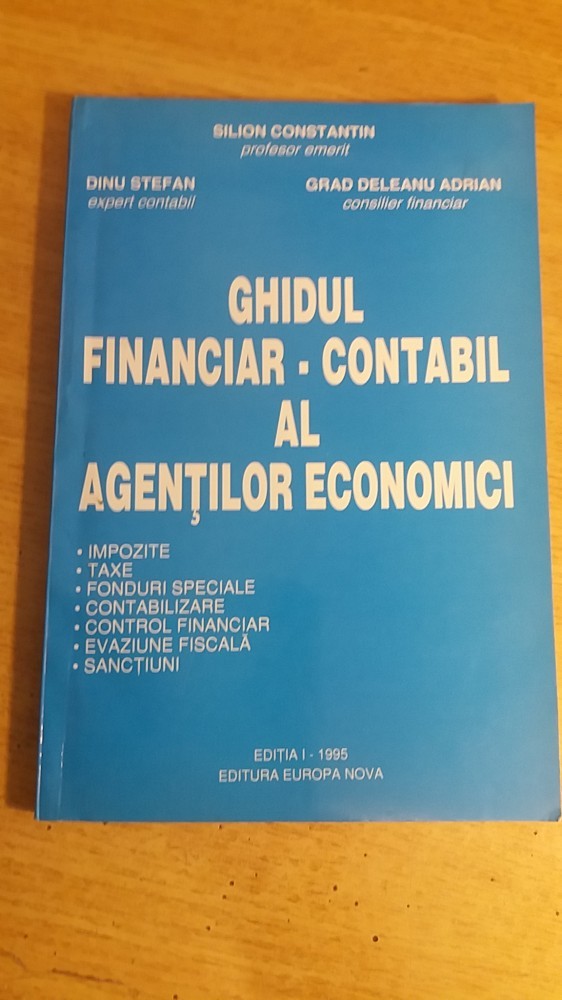 SILION CONSTANTIN
profesor emerit
DINU STEFAN
expert contabil
GRAD DELEANU ADRIAN
consilier financiar
GHIDUL
FINANCIAR - CONTABIL
AL
AGENŢILOR ECONOMICI
• IMPOZITE
• TAXE
• FONDURI SPECIALE
• CONTABILIZARE
• CONTROL FINANCIAR
• EVAZIUNE FISCALĂ
• SANCŢIUNI
EDIŢIA I - 1995
EDITURA EUROPA NOVA